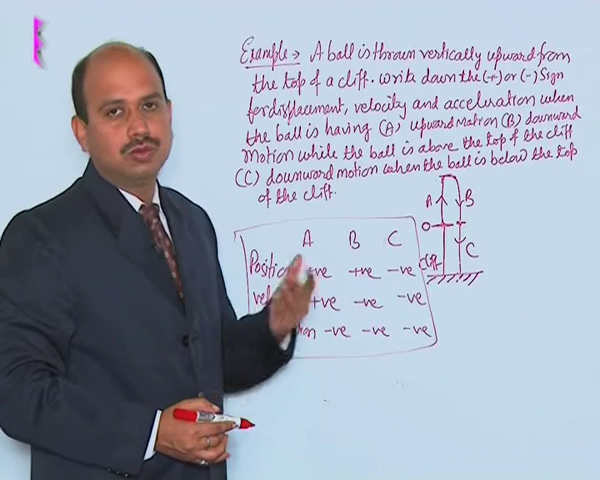 Example → A ball is thrown vertically upward from
the top of a cliff. Write down the (+) or (-) Sign
for displacement, velocity and acceleration when
the ball is having (A) upward motion (B) downward
motion while the ball is above the top of the cliff
(C) downward motion when the ball is below the top
of the cliff.
A B
O
C
Cliff
A B C
+ve -ve
+ve -ve -ve
-ve -ve -ve